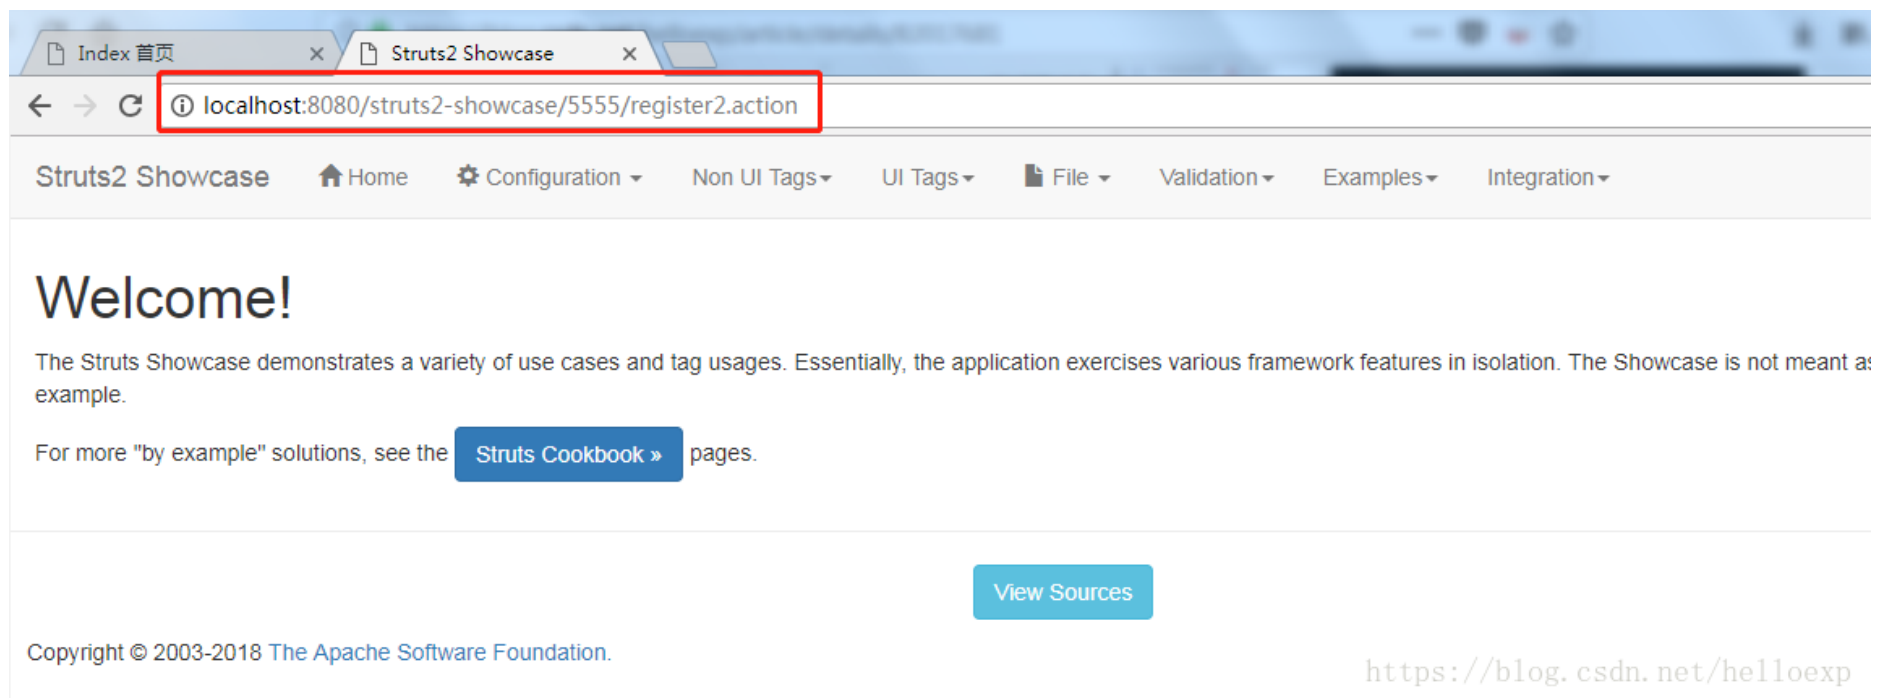 Index 首页
Struts2 Showcase
localhost:8080/struts2-showcase/5555/register2.action
Struts2 Showcase Home Configuration Non UI Tags UI Tags File Validation Examples Integration
Welcome!
The Struts Showcase demonstrates a variety of use cases and tag usages. Essentially, the application exercises various framework features in isolation. The Showcase is not meant as
example.
For more "by example" solutions, see the Struts Cookbook » pages.
View Sources
Copyright © 2003-2018 The Apache Software Foundation.
https://blog.csdn.net/helloexp